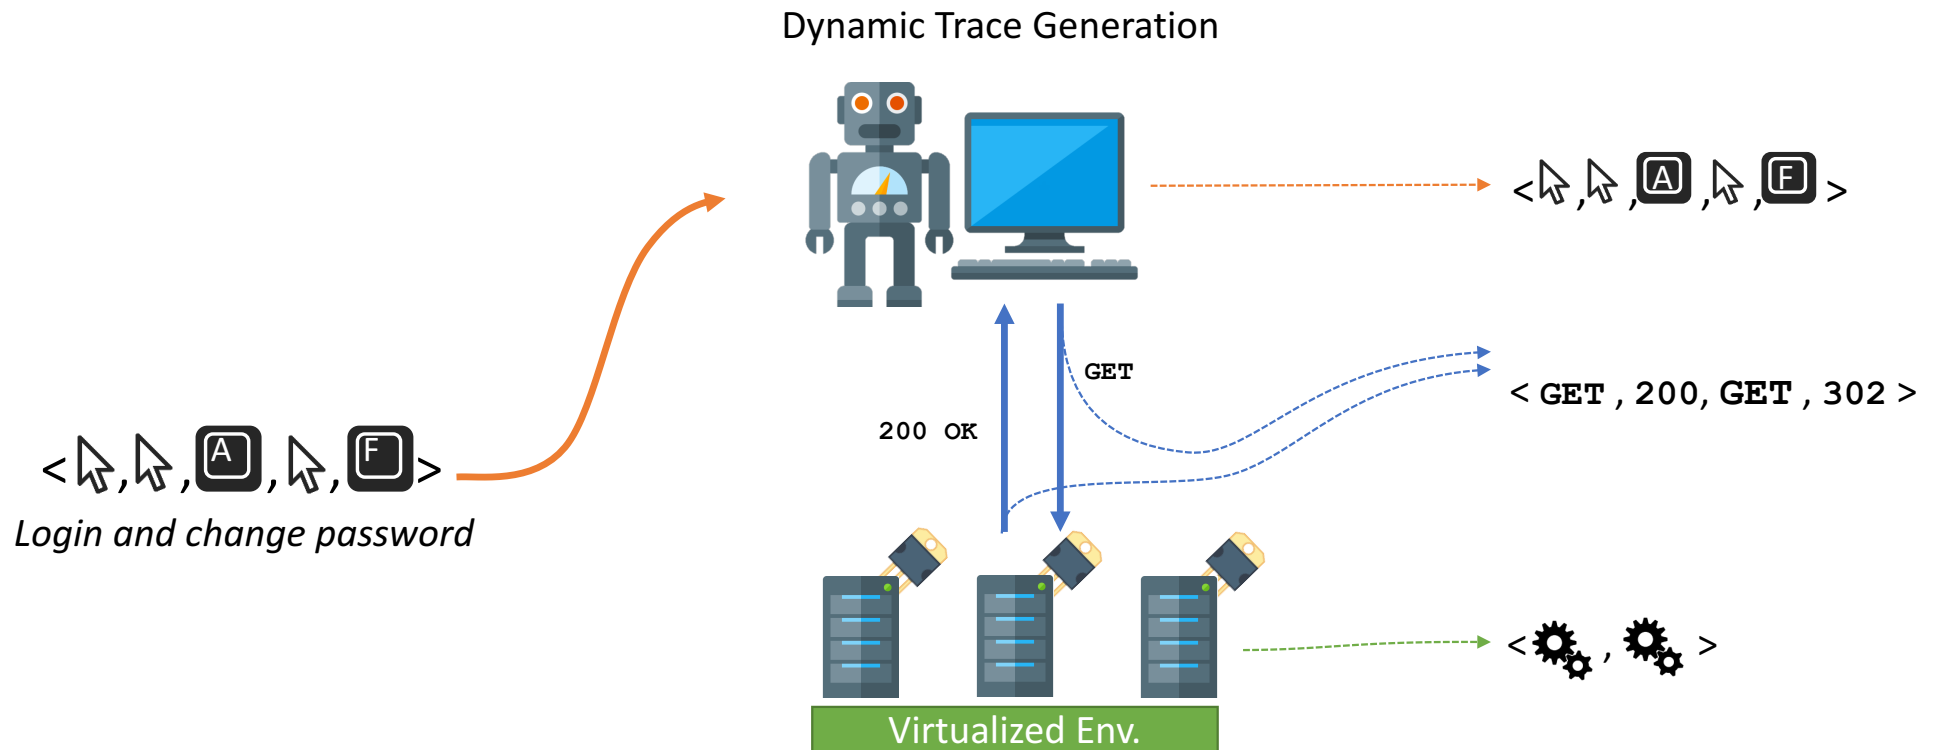 Dynamic Trace Generation
< , , A , , F >
GET
< GET , 200, GET , 302 >
200 OK
< , , A , , F >
Login and change password
< , >
Virtualized Env.